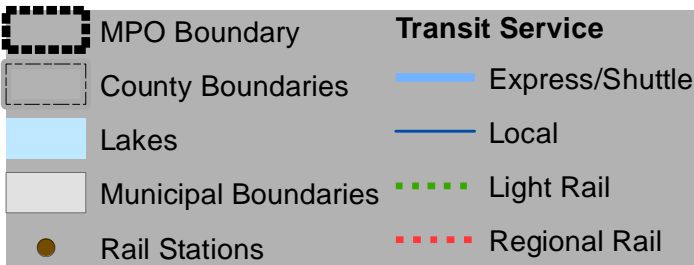 MPO Boundary
County Boundaries
Lakes
Municipal Boundaries
Rail Stations
Transit Service
Express/Shuttle
Local
Light Rail
Regional Rail